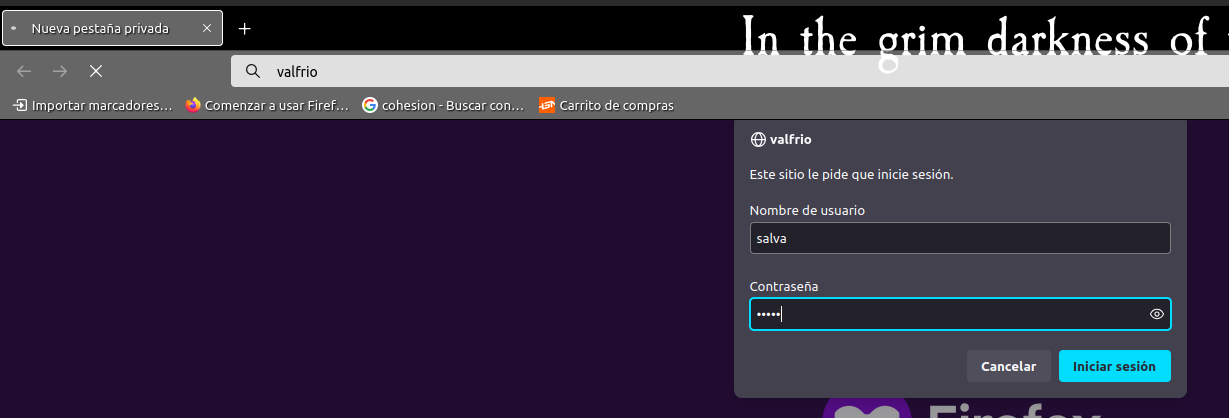 Nueva pestaña privada
In the grim darkness of
valfrio
Importar marcadores... Comenzar a usar Firef... cohesion - Buscar con... Carrito de compras
valfrio
Este sitio le pide que inicie sesión.
Nombre de usuario
salva
Contraseña
•••••
Cancelar Iniciar sesión
Firefox